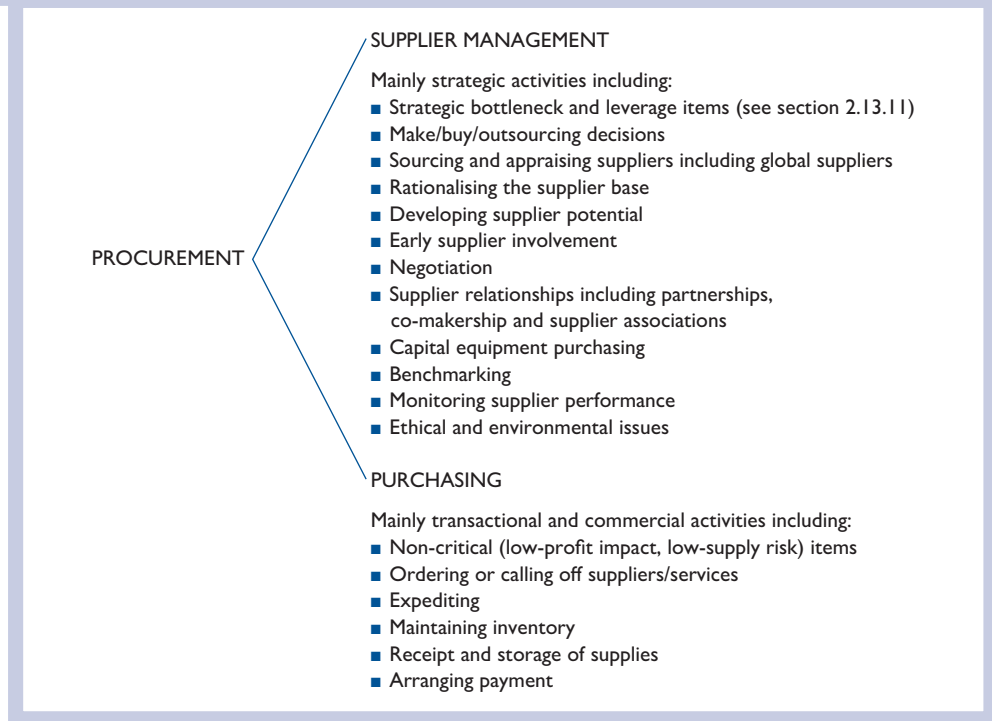 SUPPLIER MANAGEMENT
Mainly strategic activities including:
■ Strategic bottleneck and leverage items (see section 2.13.11)
■ Make/buy/outsourcing decisions
■ Sourcing and appraising suppliers including global suppliers
■ Rationalising the supplier base
■ Developing supplier potential
■ Early supplier involvement
PROCUREMENT
■ Negotiation
■ Supplier relationships including partnerships,
co-makership and supplier associations
■ Capital equipment purchasing
■ Benchmarking
■ Monitoring supplier performance
■ Ethical and environmental issues
PURCHASING
Mainly transactional and commercial activities including:
■ Non-critical (low-profit impact, low-supply risk) items
■ Ordering or calling off suppliers/services
■ Expediting
■ Maintaining inventory
■ Receipt and storage of supplies
■ Arranging payment